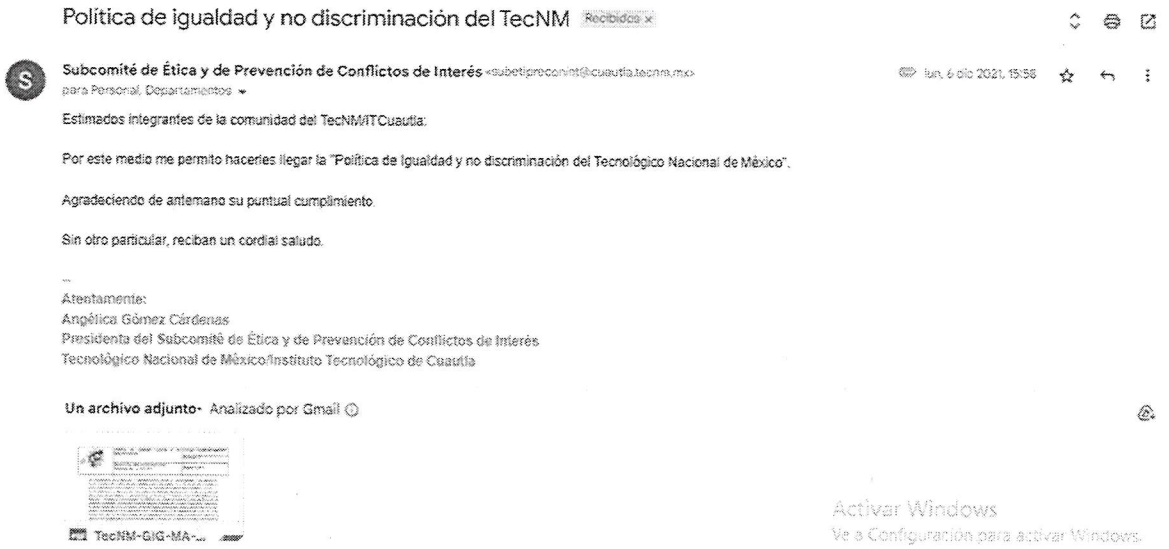 Política de igualdad y no discriminación del TecNM Recibidos x
S
Subcomité de Ética y de Prevención de Conflictos de Interés <subetipreconint@cuautla.tecnm.mx>
lun, 6 dic 2021, 15:58
para Personal, Departamentos
Estimados integrantes de la comunidad del TecNM/ITCuautla:
Por este medio me permito hacerles llegar la "Política de Igualdad y no discriminación del Tecnológico Nacional de México".
Agradeciendo de antemano su puntual cumplimiento.
Sin otro particular, reciban un cordial saludo.
--
Atentamente:
Angélica Gómez Cárdenas
Presidenta del Subcomité de Ética y de Prevención de Conflictos de Interés
Tecnológico Nacional de México/Instituto Tecnológico de Cuautla
Un archivo adjunto• Analizado por Gmail
TecNM-GIG-MA-...
Activar Windows
Ve a Configuración para activar Windows.